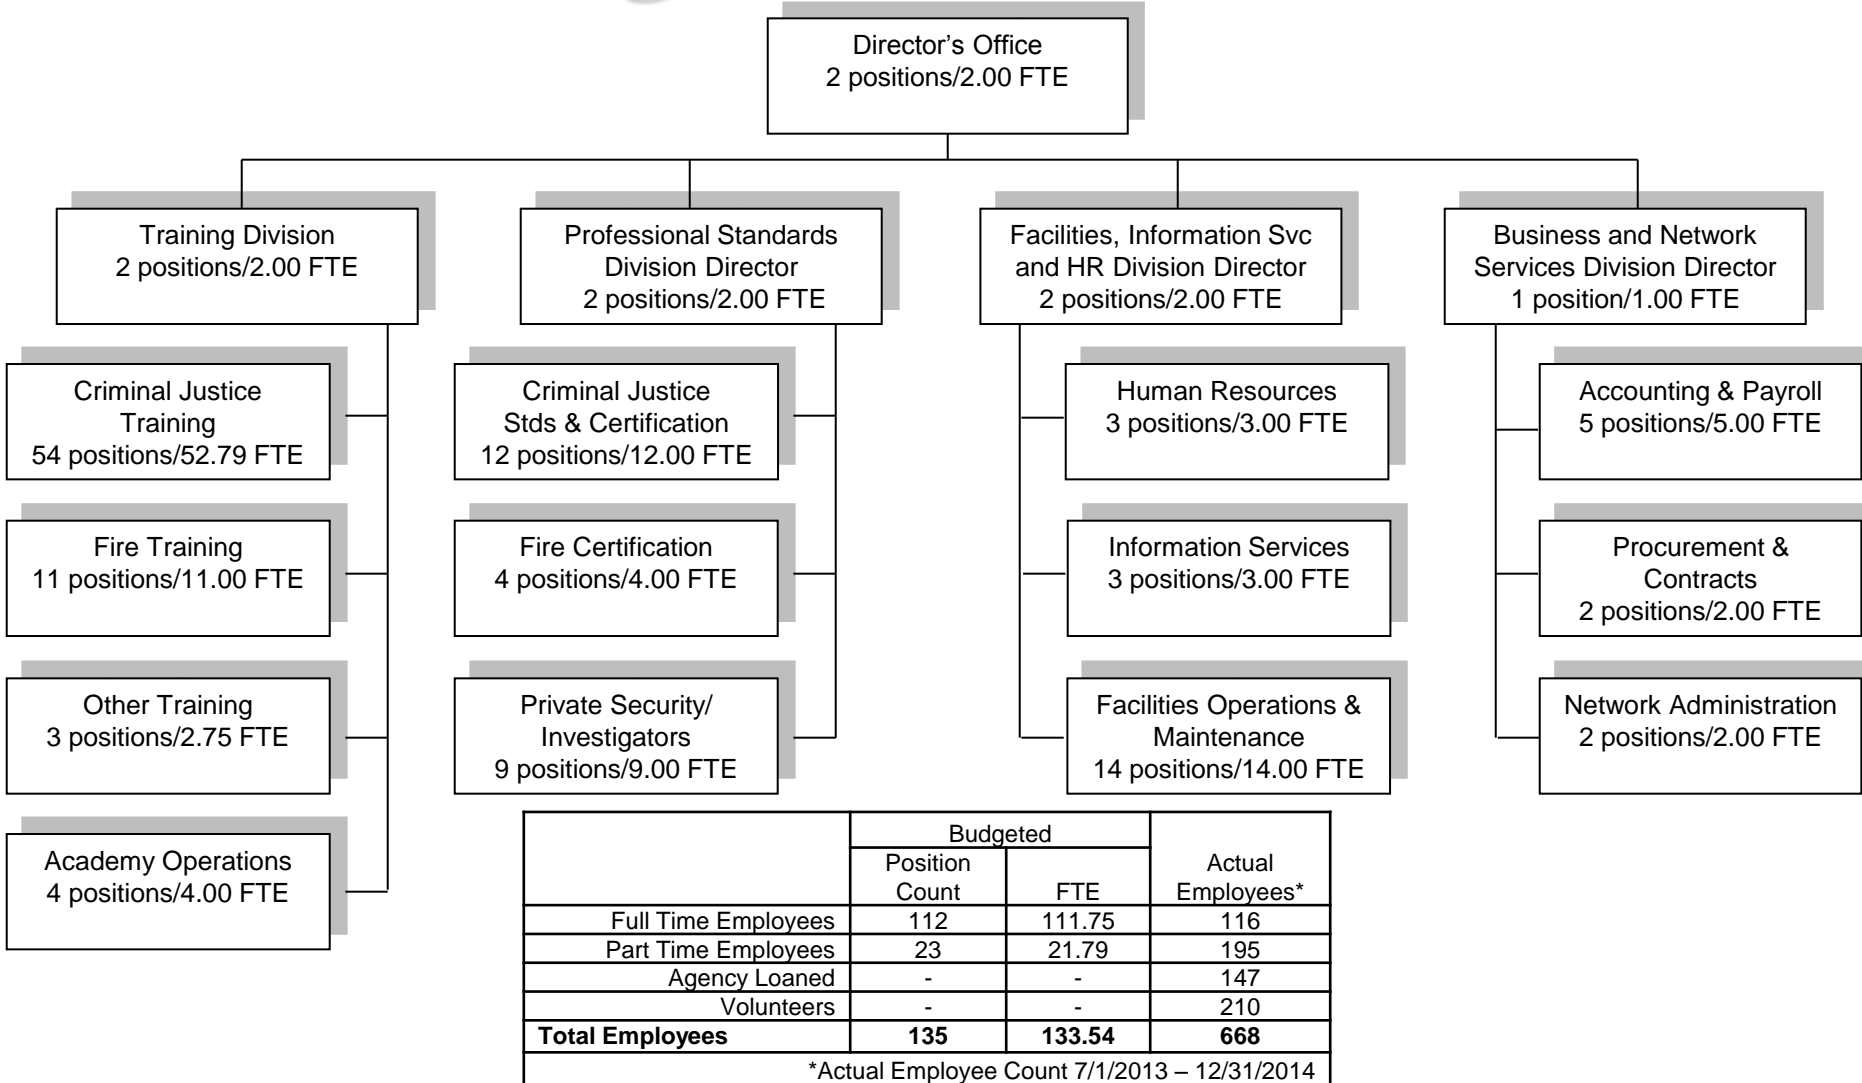 Director’s Office
2 positions/2.00 FTE
Training Division
2 positions/2.00 FTE
Professional Standards
Division Director
2 positions/2.00 FTE
Facilities, Information Svc
and HR Division Director
2 positions/2.00 FTE
Business and Network
Services Division Director
1 position/1.00 FTE
Criminal Justice
Training
54 positions/52.79 FTE
Criminal Justice
Stds & Certification
12 positions/12.00 FTE
Human Resources
3 positions/3.00 FTE
Accounting & Payroll
5 positions/5.00 FTE
Fire Training
11 positions/11.00 FTE
Fire Certification
4 positions/4.00 FTE
Information Services
3 positions/3.00 FTE
Procurement &
Contracts
2 positions/2.00 FTE
Other Training
3 positions/2.75 FTE
Private Security/
Investigators
9 positions/9.00 FTE
Facilities Operations &
Maintenance
14 positions/14.00 FTE
Network Administration
2 positions/2.00 FTE
Academy Operations
4 positions/4.00 FTE
Budgeted
Position
Count
FTE
Actual
Employees*
Full Time Employees 112 111.75 116
Part Time Employees 23 21.79 195
Agency Loaned - - 147
Volunteers - - 210
Total Employees 135 133.54 668
*Actual Employee Count 7/1/2013 – 12/31/2014